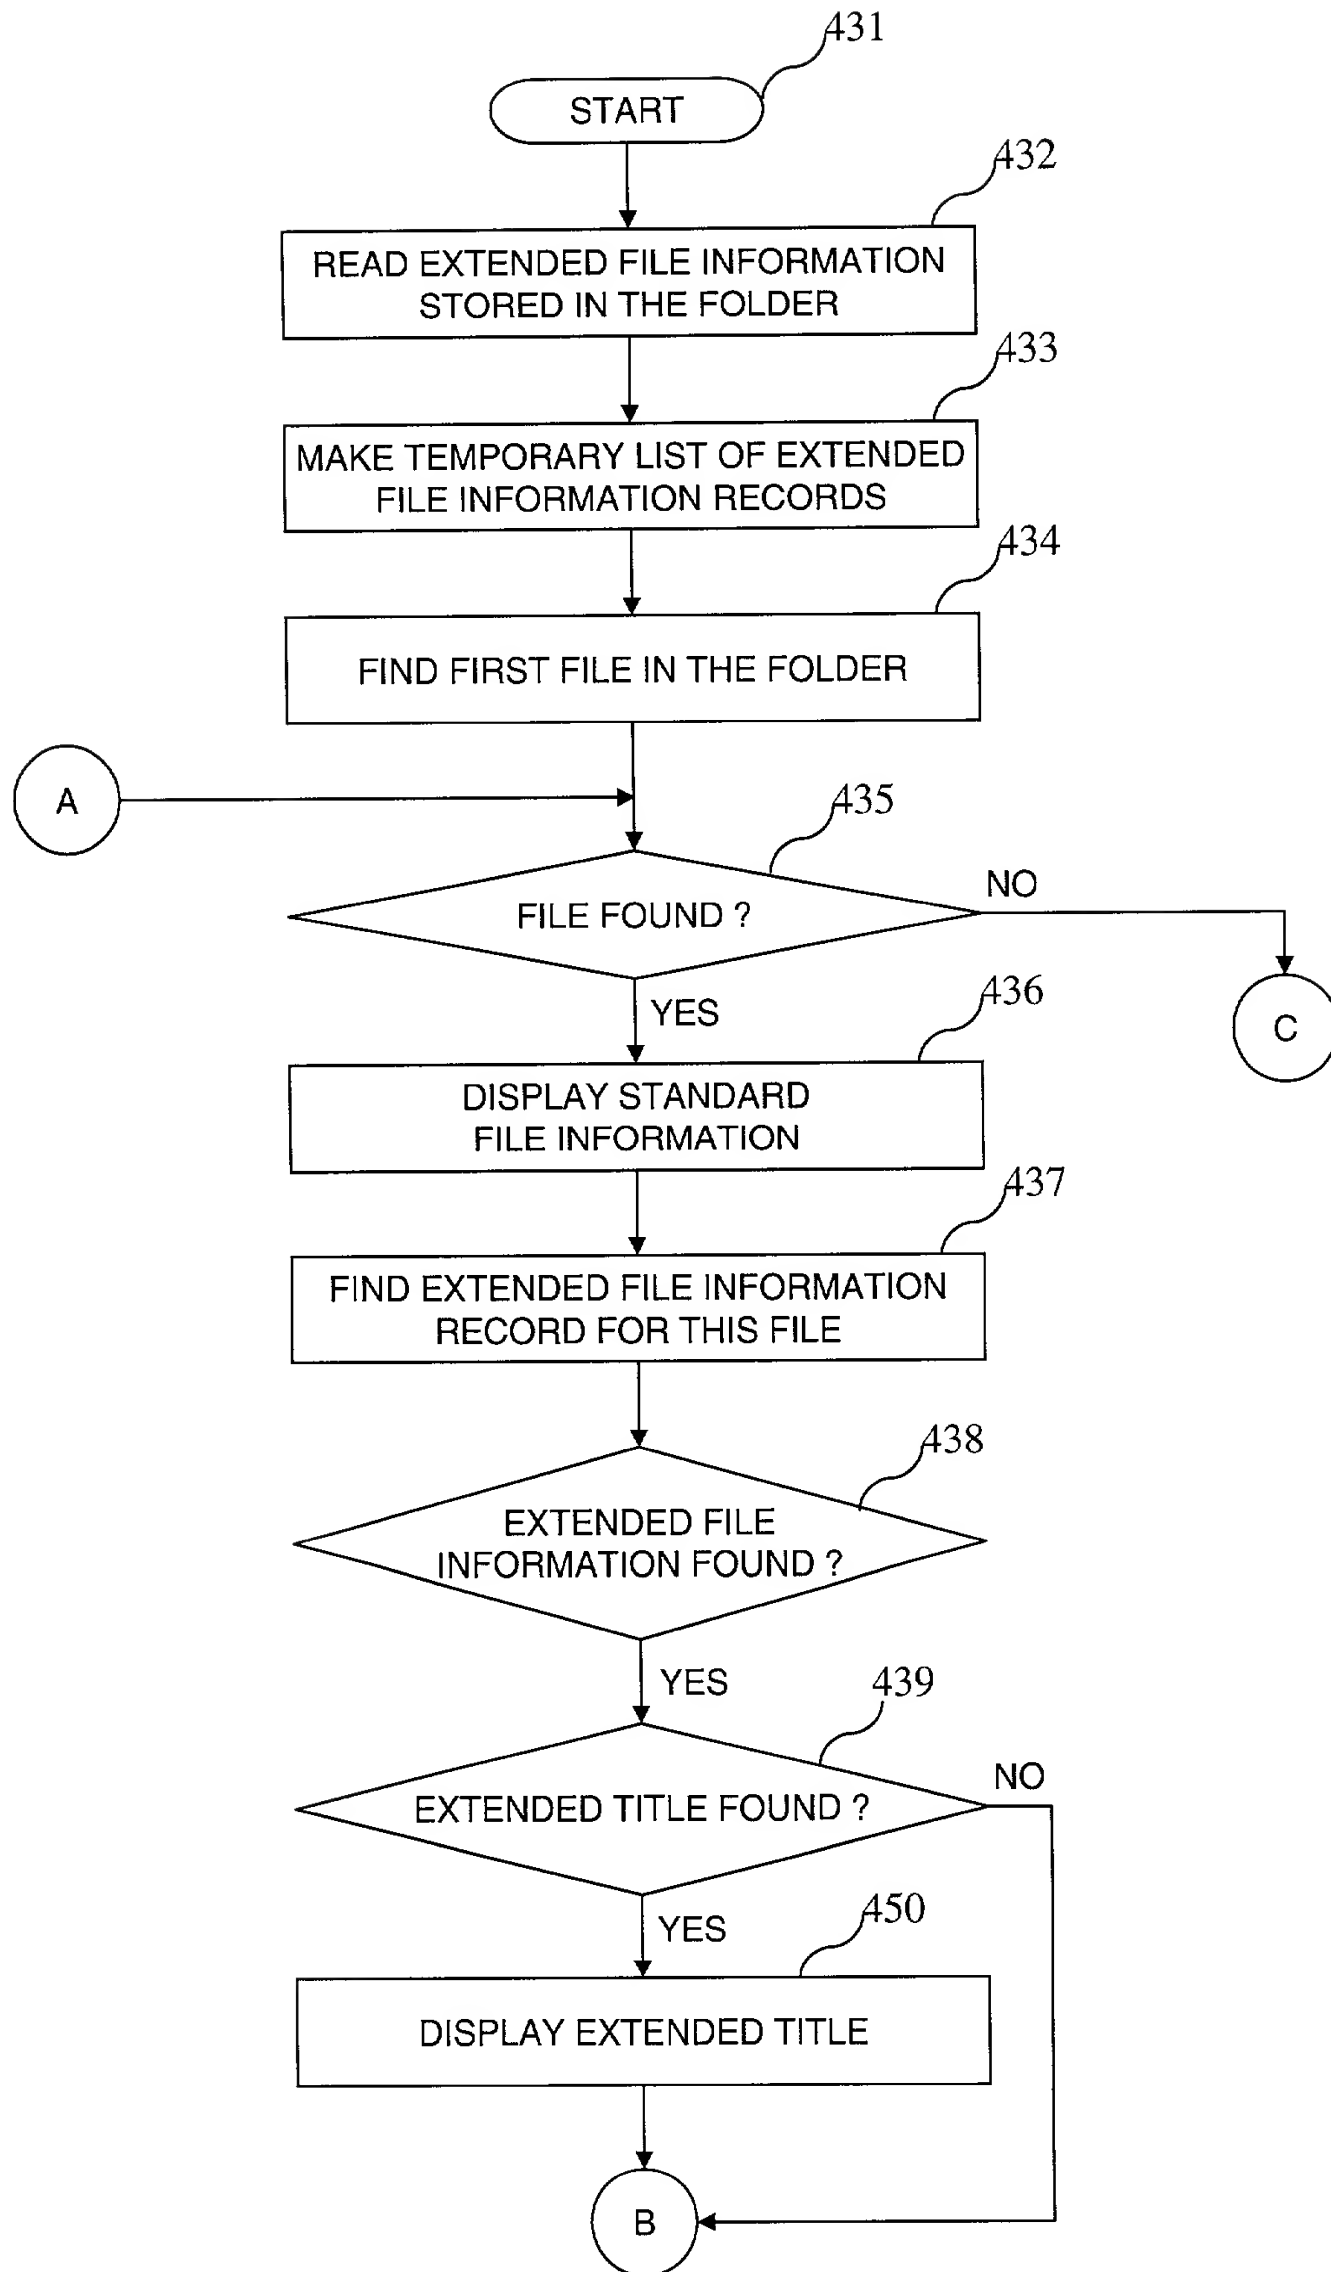 431
START
432
READ EXTENDED FILE INFORMATION
STORED IN THE FOLDER
433
MAKE TEMPORARY LIST OF EXTENDED
FILE INFORMATION RECORDS
434
FIND FIRST FILE IN THE FOLDER
A
435
NO
FILE FOUND ?
436
YES
C
DISPLAY STANDARD
FILE INFORMATION
437
FIND EXTENDED FILE INFORMATION
RECORD FOR THIS FILE
438
EXTENDED FILE
INFORMATION FOUND ?
YES
439
NO
EXTENDED TITLE FOUND ?
450
YES
DISPLAY EXTENDED TITLE
B